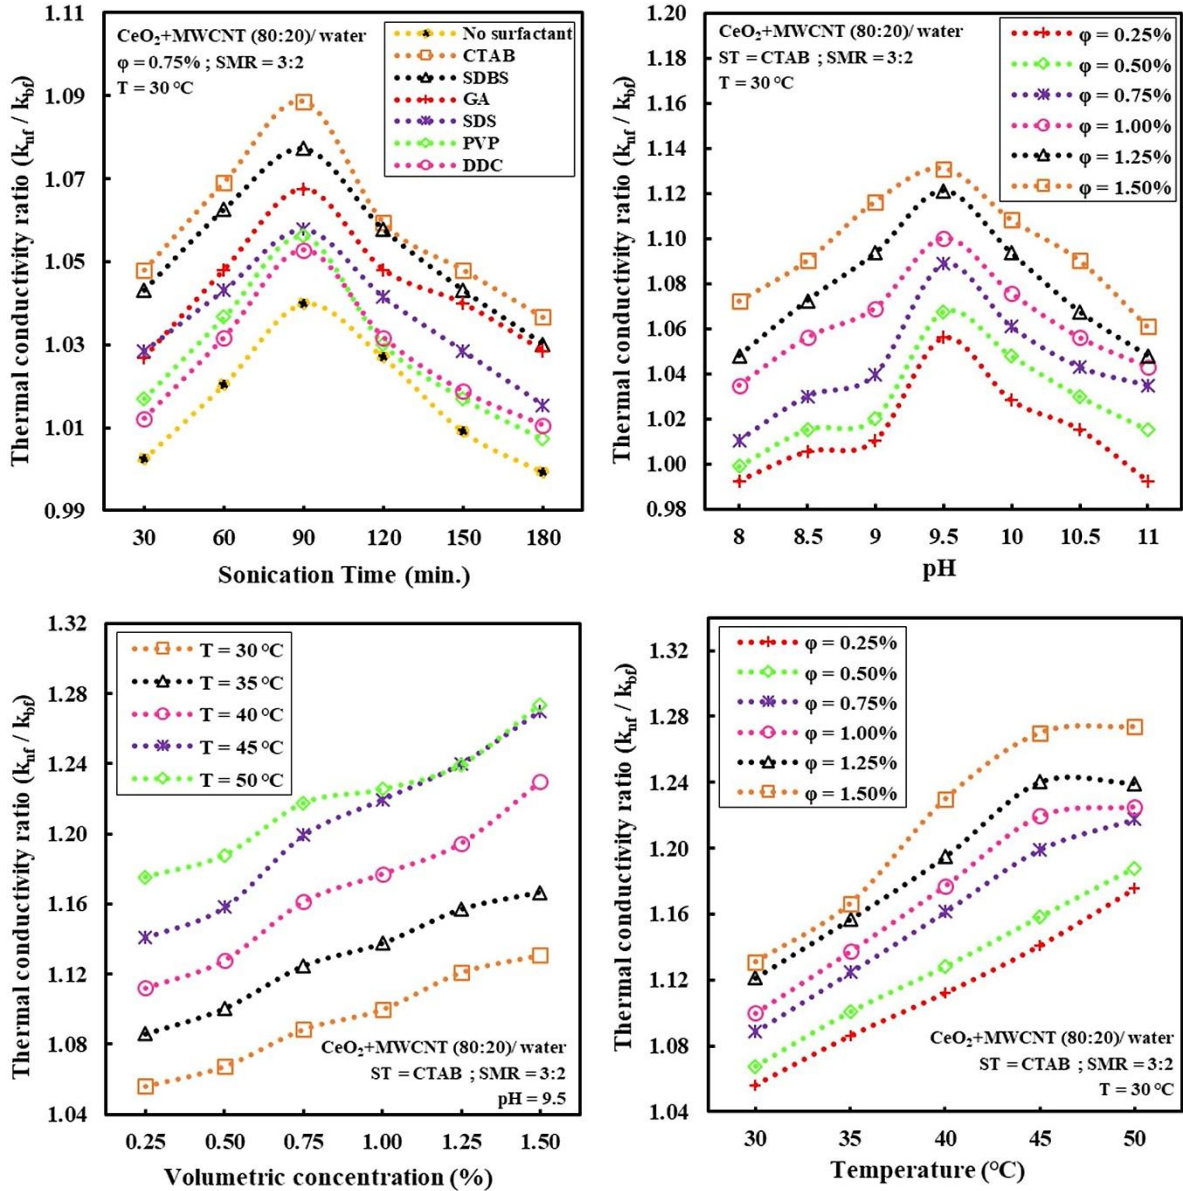 Thermal conductivity ratio (k_nf / k_bf)
1.11
1.09
1.07
1.05
1.03
1.01
0.99
CeO₂+MWCNT (80:20)/ water
φ = 0.75% ; SMR = 3:2
T = 30 °C
No surfactant
CTAB
SDBS
GA
SDS
PVP
DDC
30 60 90 120 150 180
Sonication Time (min.)
Thermal conductivity ratio (k_nf / k_bf)
1.20
1.18
1.16
1.14
1.12
1.10
1.08
1.06
1.04
1.02
1.00
0.98
CeO₂+MWCNT (80:20)/ water
ST = CTAB ; SMR = 3:2
T = 30 °C
φ = 0.25%
φ = 0.50%
φ = 0.75%
φ = 1.00%
φ = 1.25%
φ = 1.50%
8 8.5 9 9.5 10 10.5 11
pH
Thermal conductivity ratio (k_nf / k_bf)
1.32
1.28
1.24
1.20
1.16
1.12
1.08
1.04
T = 30 °C
T = 35 °C
T = 40 °C
T = 45 °C
T = 50 °C
CeO₂+MWCNT (80:20)/ water
ST = CTAB ; SMR = 3:2
pH = 9.5
0.25 0.50 0.75 1.00 1.25 1.50
Volumetric concentration (%)
Thermal conductivity ratio (k_nf / k_bf)
1.32
1.28
1.24
1.20
1.16
1.12
1.08
1.04
φ = 0.25%
φ = 0.50%
φ = 0.75%
φ = 1.00%
φ = 1.25%
φ = 1.50%
CeO₂+MWCNT (80:20)/ water
ST = CTAB ; SMR = 3:2
T = 30 °C
30 35 40 45 50
Temperature (°C)